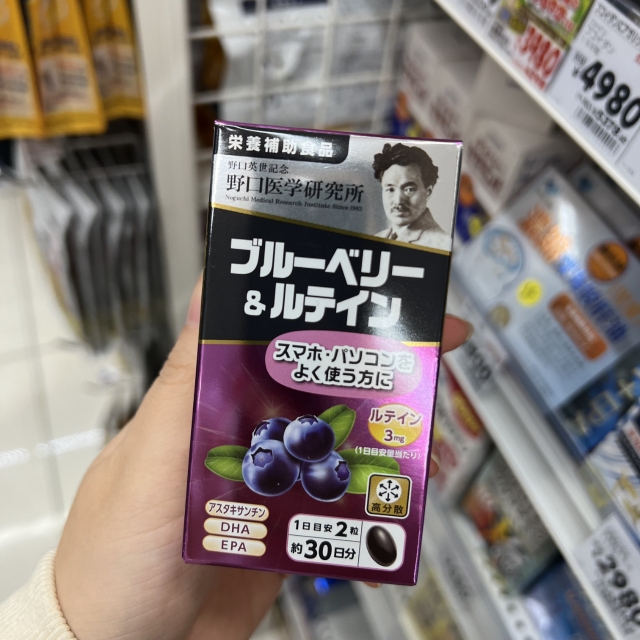 栄養補助食品
野口英世記念
野口医学研究所
Noguchi Medical Research Institute Since 1983
ブルーベリー
&ルテイン
スマホ・パソコンを
よく使う方に
ルテイン
3mg
(1日目安量当たり)
高分散
アスタキサンチン
DHA
EPA
1日目安2粒
約30日分
¥4980
2980